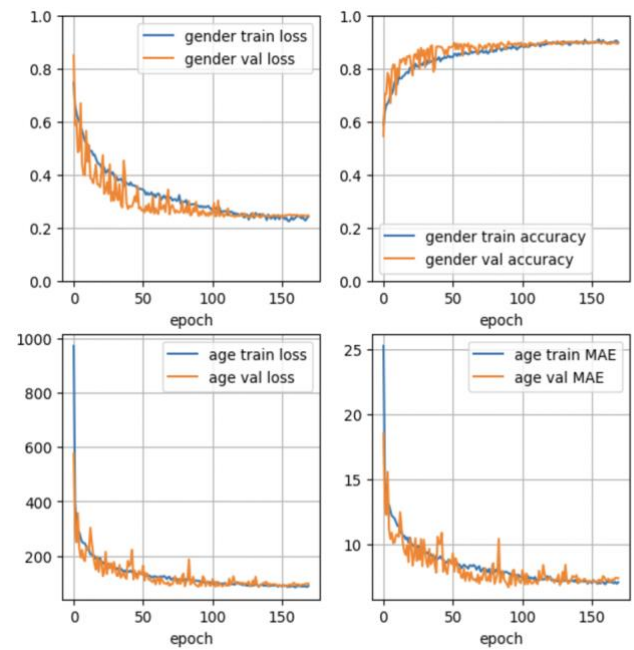 1.0
0.8
0.6
0.4
0.2
0.0
gender train loss
gender val loss
0 50 100 150
epoch
1.0
0.8
0.6
0.4
0.2
0.0
gender train accuracy
gender val accuracy
0 50 100 150
epoch
1000
800
600
400
200
age train loss
age val loss
0 50 100 150
epoch
25
20
15
10
age train MAE
age val MAE
0 50 100 150
epoch